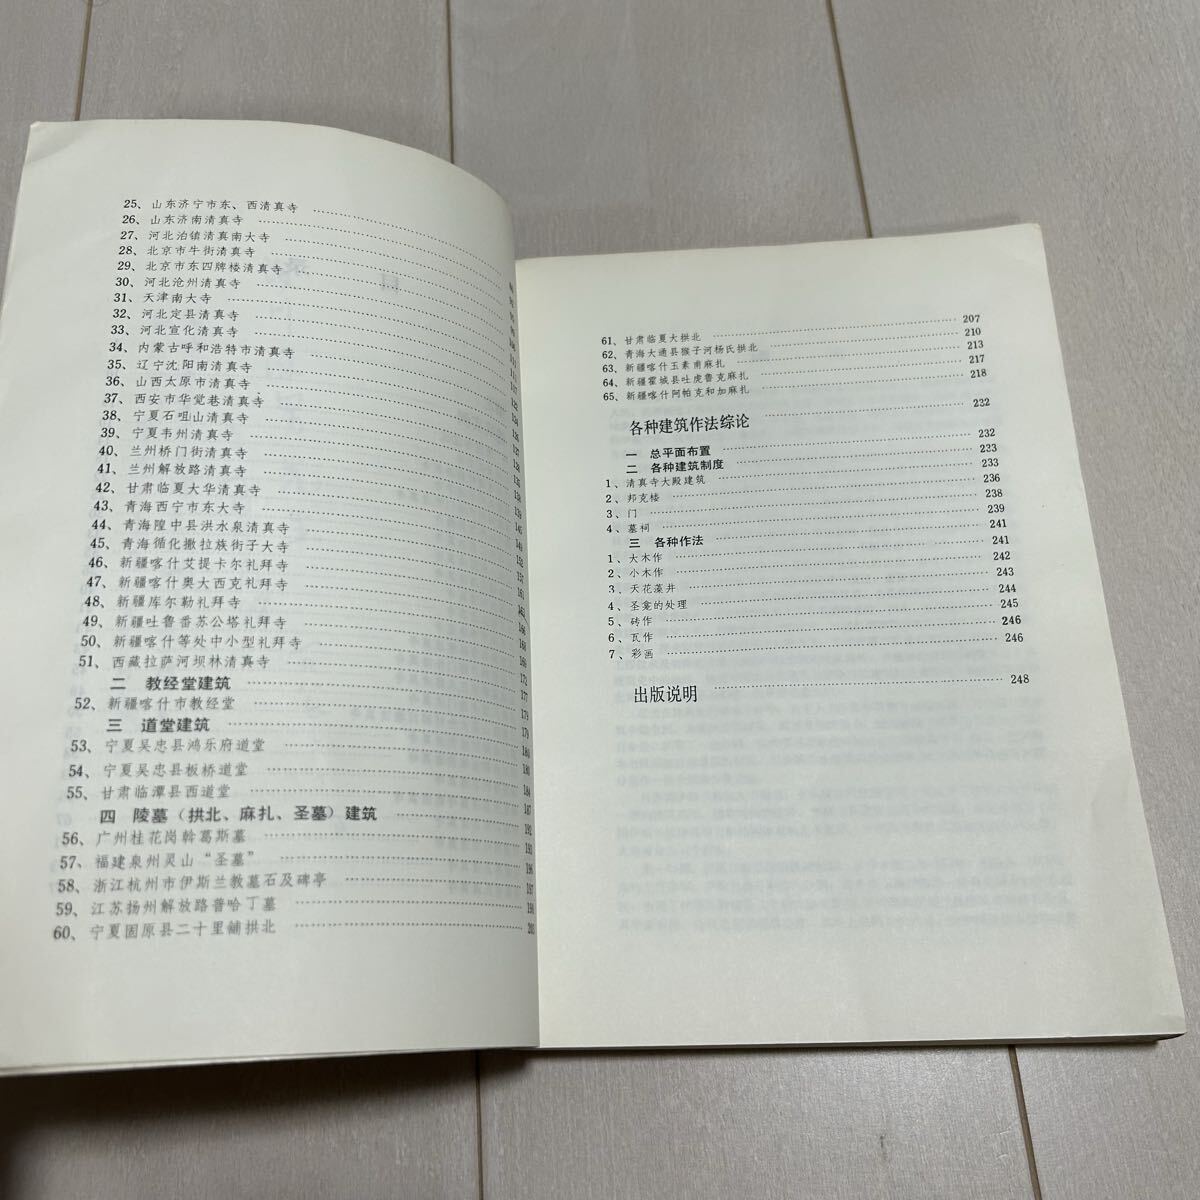 25、山东济宁市东、西清真寺
26、山东济南清真寺
27、河北泊镇清真南大寺
28、北京市牛街清真寺
29、北京市东四牌楼清真寺
30、河北沧州清真寺
31、天津南大寺
32、河北定县清真寺
33、河北宣化清真寺
34、内蒙古呼和浩特市清真寺
35、辽宁沈阳南清真寺
36、山西太原市清真寺
37、西安市华觉巷清真寺
38、宁夏石咀山清真寺
39、宁夏韦州清真寺
40、兰州桥门街清真寺
41、兰州解放路清真寺
42、甘肃临夏大华清真寺
43、青海西宁市东大寺
44、青海隍中县洪水泉清真寺
45、青海循化撒拉族街子大寺
46、新疆喀什艾提卡尔礼拜寺
47、新疆喀什奥大西克礼拜寺
48、新疆库尔勒礼拜寺
49、新疆吐鲁番苏公塔礼拜寺
50、新疆喀什等处中小型礼拜寺
51、西藏拉萨河坝林清真寺
二 教经堂建筑
52、新疆喀什市教经堂
三 道堂建筑
53、宁夏吴忠县鸿乐府道堂
54、宁夏吴忠县板桥道堂
55、甘肃临潭县西道堂
四 陵墓（拱北、麻扎、圣墓）建筑
56、广州桂花岗斡葛斯墓
57、福建泉州灵山“圣墓”
58、浙江杭州市伊斯兰教墓石及碑亭
59、江苏扬州解放路普哈丁墓
60、宁夏固原县二十里铺拱北
61、甘肃临夏大拱北 207
62、青海大通县猴子河杨氏拱北 210
63、新疆喀什玉素甫麻扎 213
64、新疆霍城县吐虎鲁克麻扎 217
65、新疆喀什阿帕克和加麻扎 218
各种建筑作法综论 232
一 总平面布置 232
二 各种建筑制度 233
1、清真寺大殿建筑 233
2、邦克楼 236
3、门 238
4、墓祠 239
三 各种作法 241
1、大木作 241
2、小木作 242
3、天花藻井 243
4、圣龛的处理 244
5、砖作 245
6、瓦作 246
7、彩画 246
出版说明 248